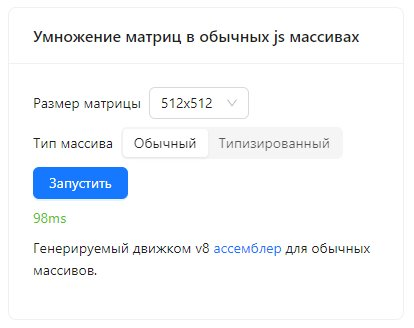 Умножение матриц в обычных js массивах
Размер матрицы 512x512
Тип массива Обычный Типизированный
Запустить
98ms
Генерируемый движком v8 ассемблер для обычных
массивов.